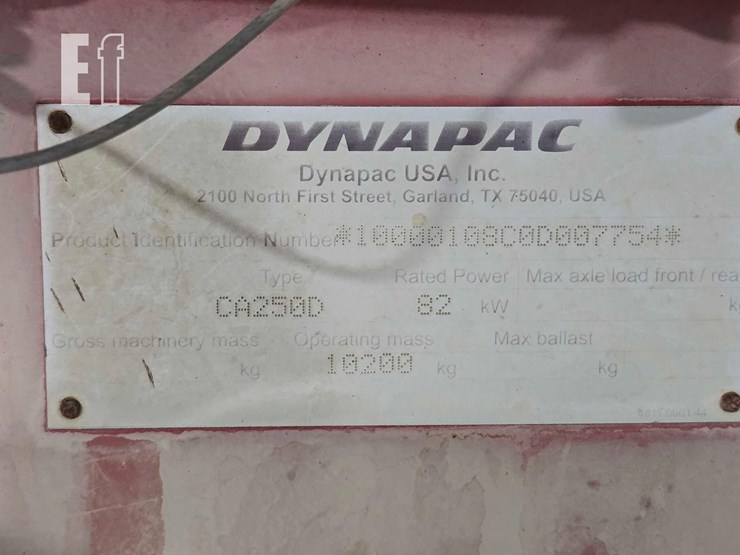 Ef
DYNAPAC
Dynapac USA, Inc.
2100 North First Street, Garland, TX 75040, USA
Product Identification Number *10000108C0D007754*
Type Rated Power Max axle load front / rea
CA250D 82 kW k
Gross machinery mass Operating mass Max ballast
kg 10200 kg kg